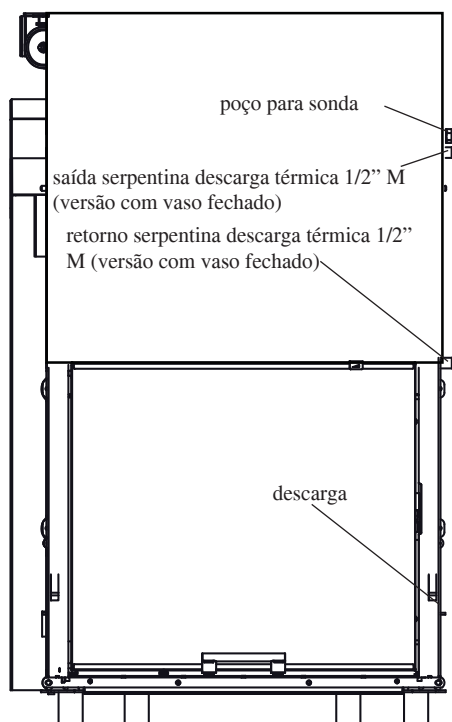 poço para sonda
saída serpentina descarga térmica 1/2” M
(versão com vaso fechado)
retorno serpentina descarga térmica 1/2”
M (versão com vaso fechado)
descarga